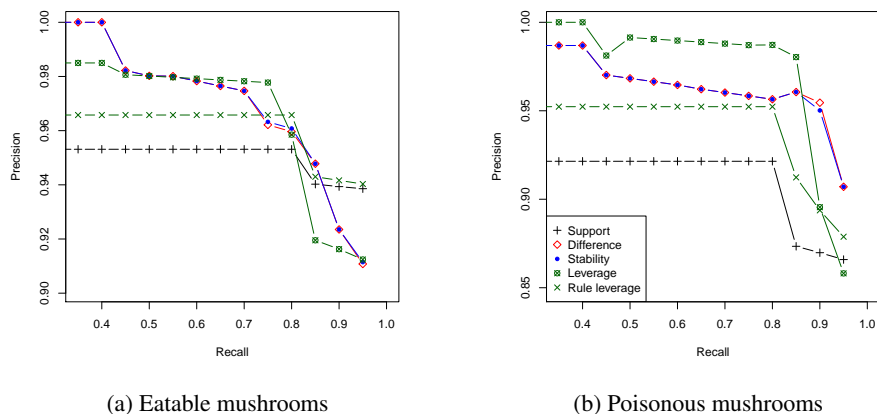 1.00
0.98
0.96
0.94
0.92
0.90
Precision
0.4 0.5 0.6 0.7 0.8 0.9 1.0
Recall
(a) Eatable mushrooms
1.00
0.95
0.90
0.85
Precision
Support
Difference
Stability
Leverage
Rule leverage
0.4 0.5 0.6 0.7 0.8 0.9 1.0
Recall
(b) Poisonous mushrooms